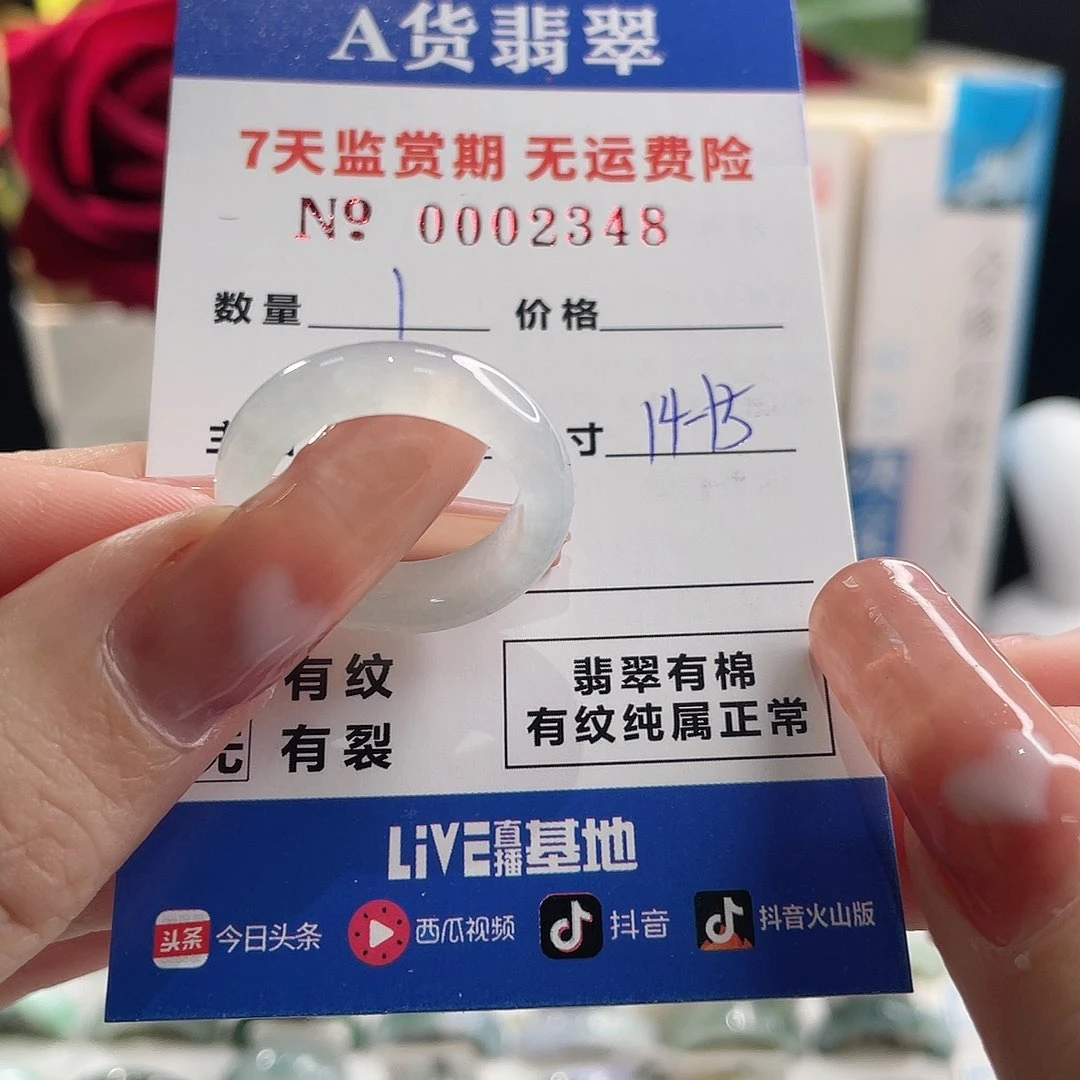 A货翡翠
7天监赏期 无运费险
№ 0002348
数量 1 价格
主 寸 14-15
有纹
无 有裂
翡翠有棉
有纹纯属正常
LiVE直播基地
头条 今日头条 西瓜视频 抖音 抖音火山版